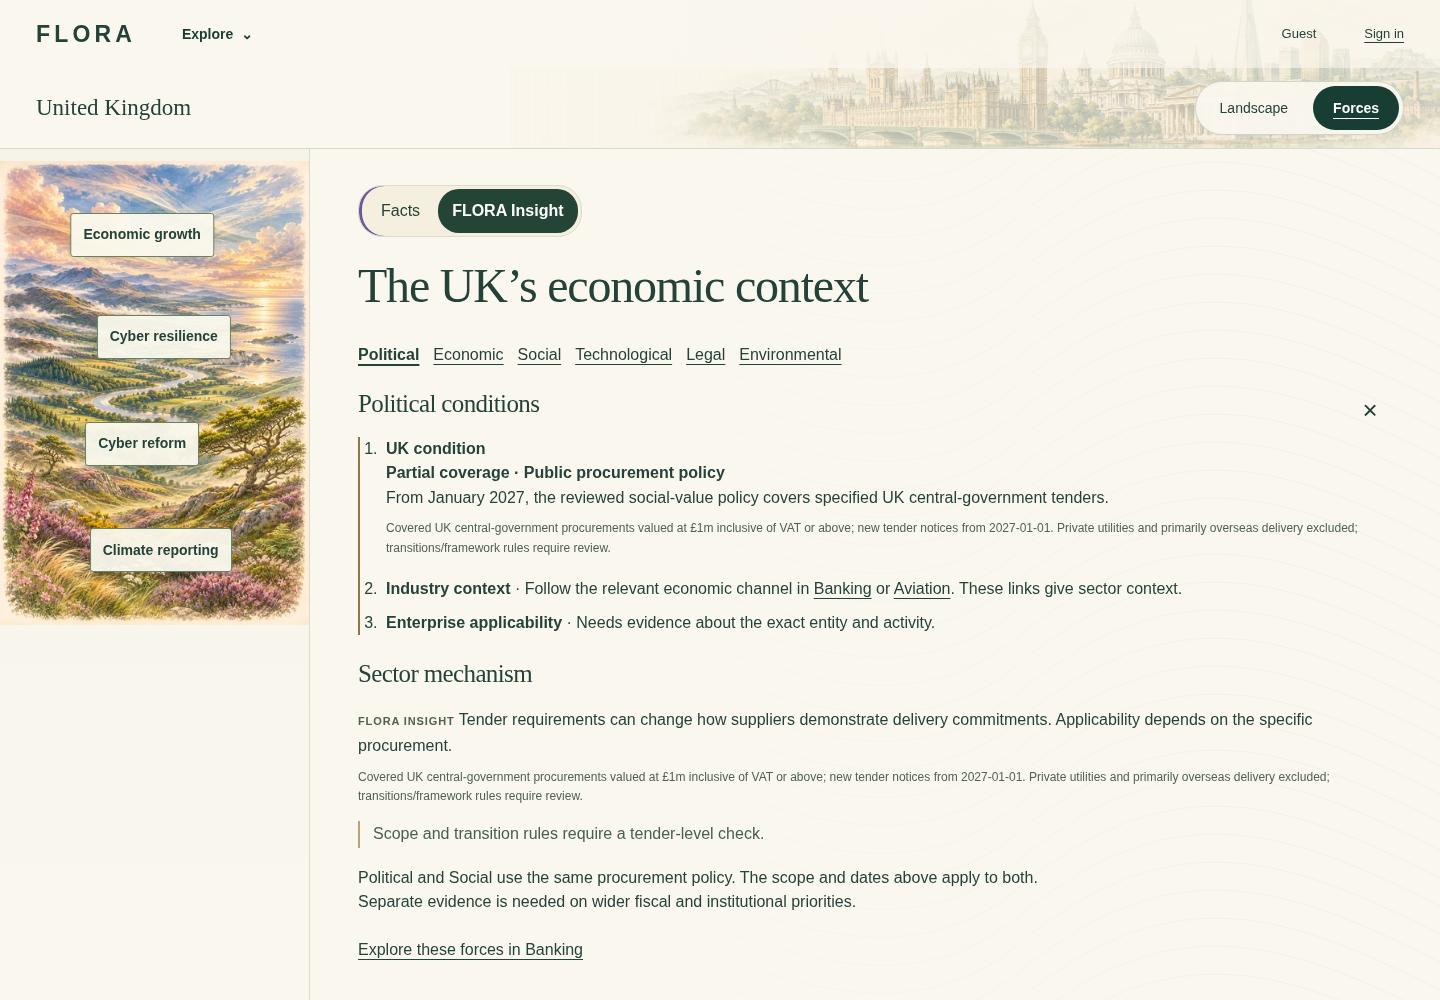 FLORA
Explore
Guest
Sign in
United Kingdom
Landscape
Forces
Economic growth
Cyber resilience
Cyber reform
Climate reporting
Facts
FLORA Insight
The UK’s economic context
Political Economic Social Technological Legal Environmental
Political conditions
×
1. UK condition
Partial coverage · Public procurement policy
From January 2027, the reviewed social-value policy covers specified UK central-government tenders.
Covered UK central-government procurements valued at £1m inclusive of VAT or above; new tender notices from 2027-01-01. Private utilities and primarily overseas delivery excluded;
transitions/framework rules require review.
2. Industry context · Follow the relevant economic channel in Banking or Aviation. These links give sector context.
3. Enterprise applicability · Needs evidence about the exact entity and activity.
Sector mechanism
FLORA INSIGHT Tender requirements can change how suppliers demonstrate delivery commitments. Applicability depends on the specific
procurement.
Covered UK central-government procurements valued at £1m inclusive of VAT or above; new tender notices from 2027-01-01. Private utilities and primarily overseas delivery excluded;
transitions/framework rules require review.
Scope and transition rules require a tender-level check.
Political and Social use the same procurement policy. The scope and dates above apply to both.
Separate evidence is needed on wider fiscal and institutional priorities.
Explore these forces in Banking